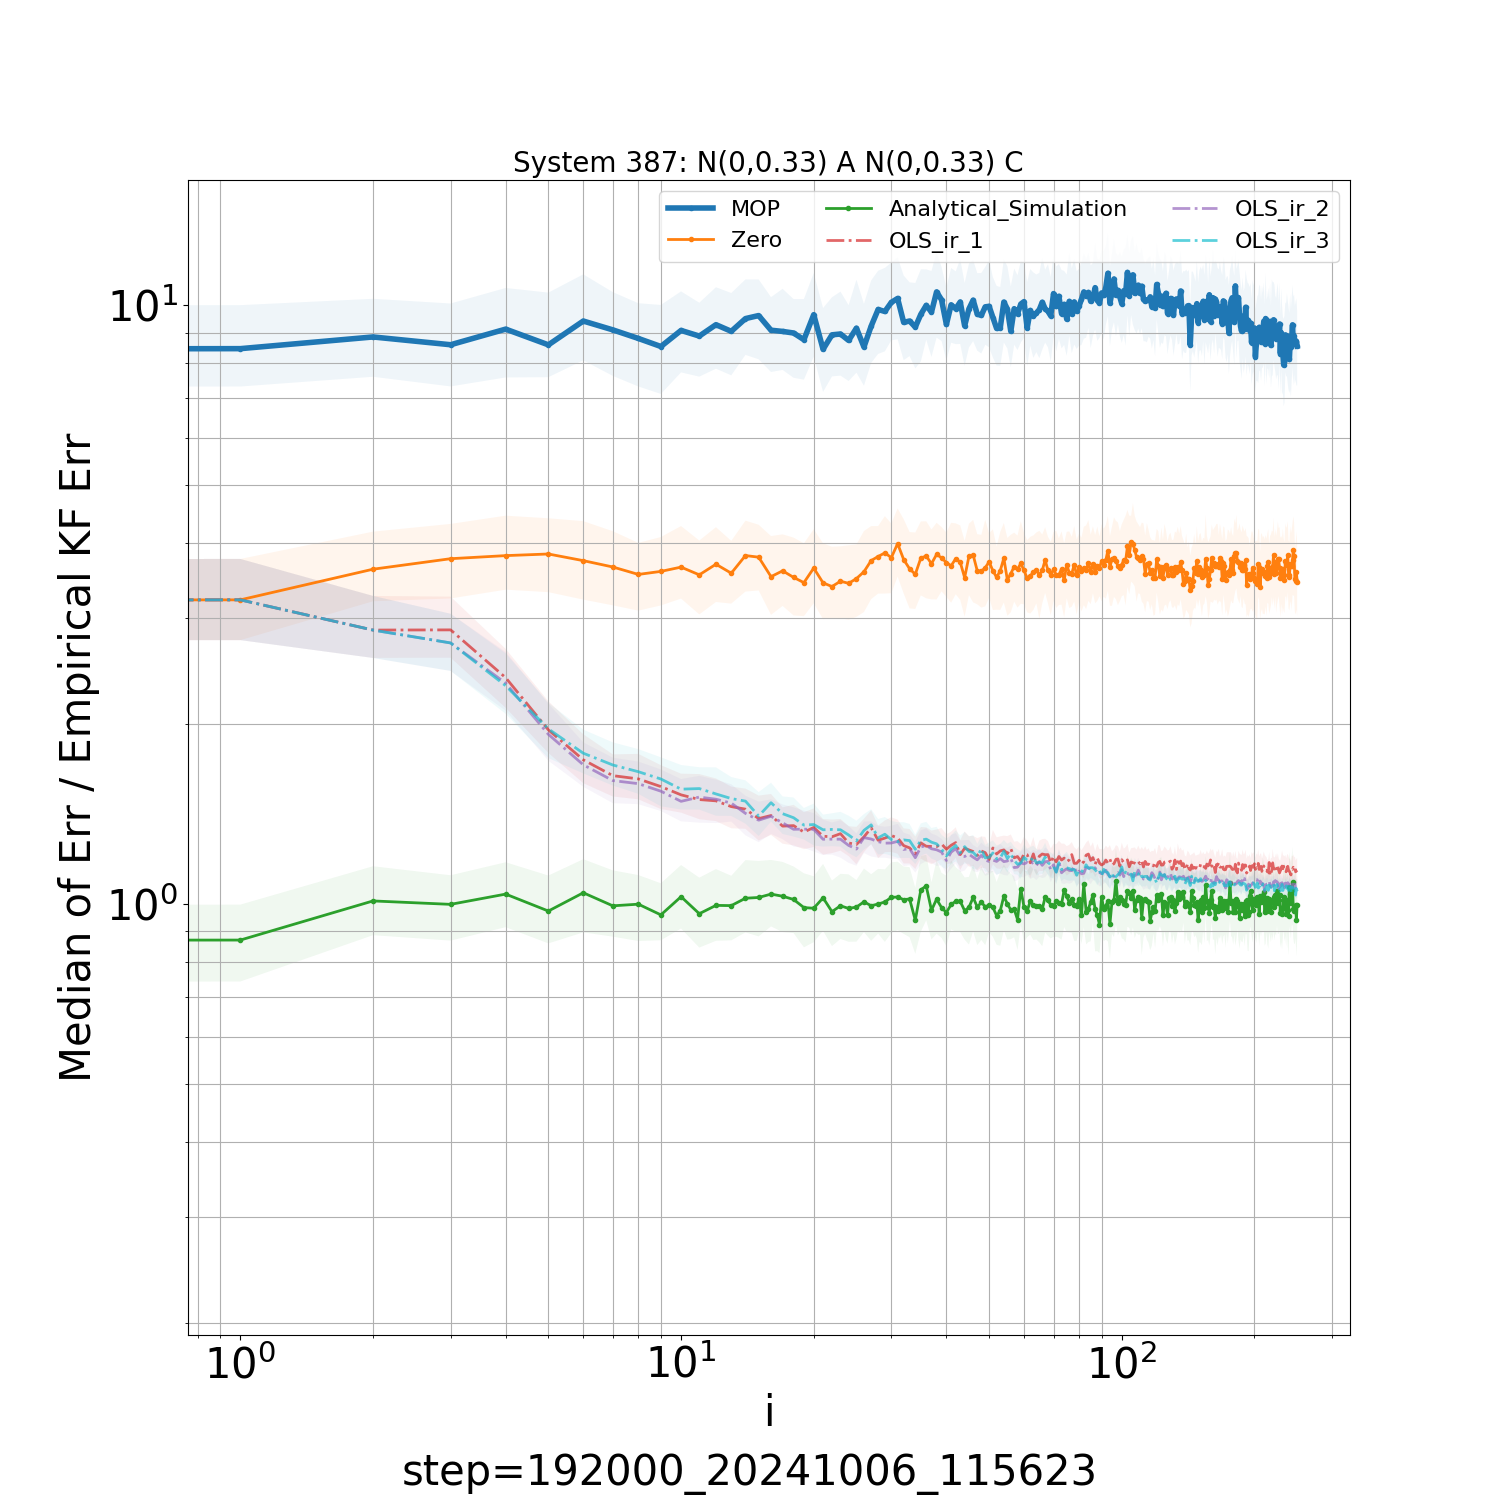 System 387: N(0,0.33) A N(0,0.33) C
MOP
Zero
Analytical_Simulation
OLS_ir_1
OLS_ir_2
OLS_ir_3
10¹
10⁰
Median of Err / Empirical KF Err
10⁰ 10¹ 10²
i
step=192000_20241006_115623